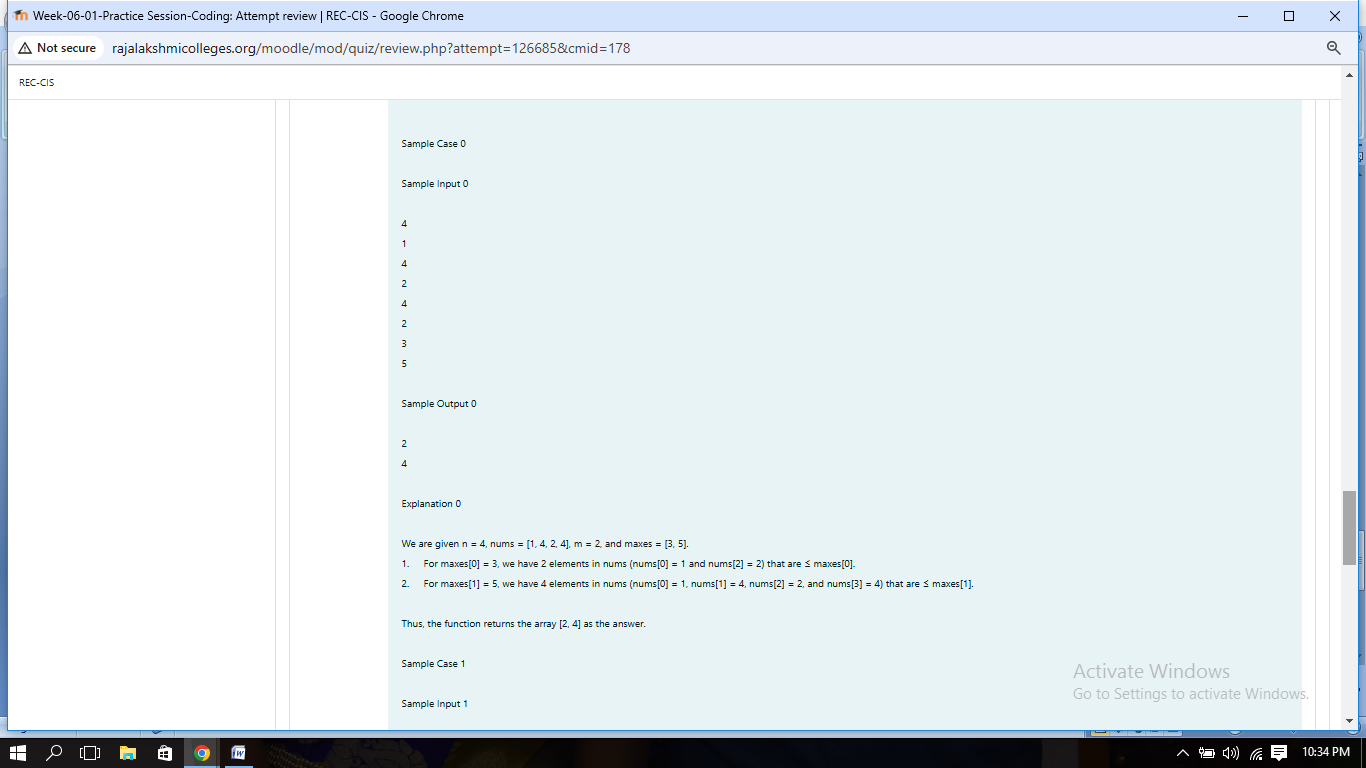 Week-06-01-Practice Session-Coding: Attempt review | REC-CIS - Google Chrome
Not secure rajalakshmicolleges.org/moodle/mod/quiz/review.php?attempt=126685&cmid=178
REC-CIS
Sample Case 0
Sample Input 0
4
1
4
2
4
2
3
5
Sample Output 0
2
4
Explanation 0
We are given n = 4, nums = [1, 4, 2, 4], m = 2, and maxes = [3, 5].
1. For maxes[0] = 3, we have 2 elements in nums (nums[0] = 1 and nums[2] = 2) that are ≤ maxes[0].
2. For maxes[1] = 5, we have 4 elements in nums (nums[0] = 1, nums[1] = 4, nums[2] = 2, and nums[3] = 4) that are ≤ maxes[1].
Thus, the function returns the array [2, 4] as the answer.
Sample Case 1
Sample Input 1
Activate Windows
Go to Settings to activate Windows.
10:34 PM